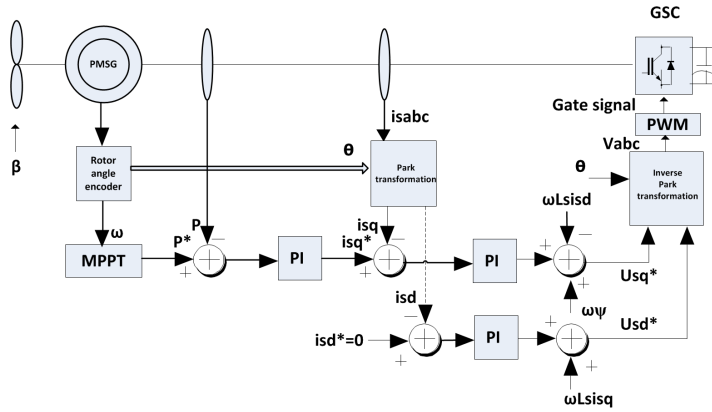 GSC
PMSG
isabc
Gate signal
PWM
Vabc
β
Rotor
angle
encoder
θ
Park
transformation
θ
Inverse
Park
transformation
ωLsisd
ω
P
isq
P*
isq*
MPPT
PI
PI
Usq*
isd
ωψ
Usd*
isd*=0
PI
ωLsisq